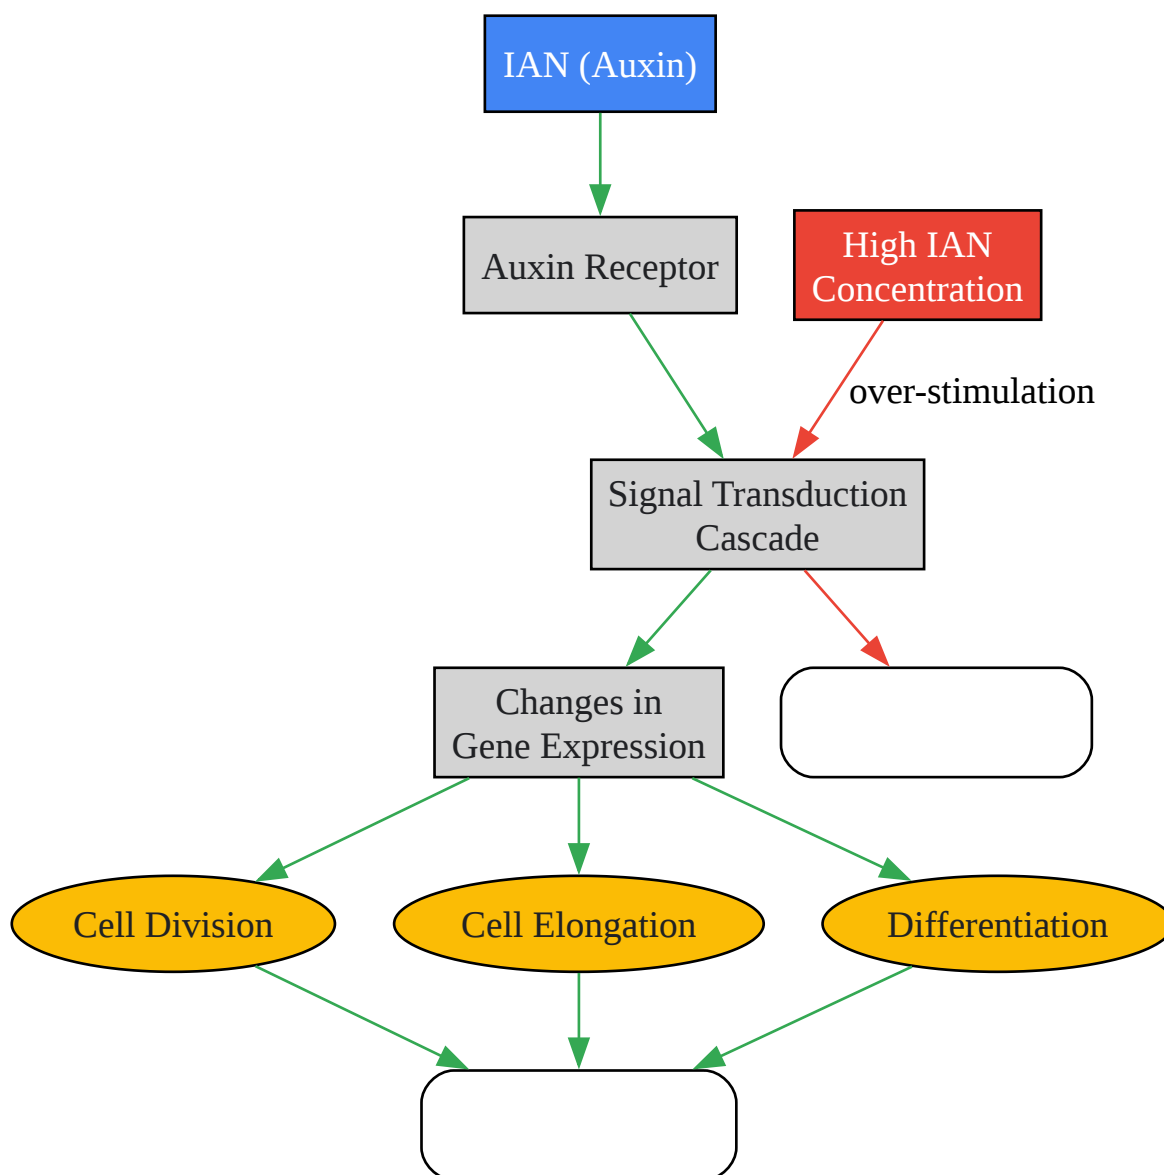 IAN (Auxin)
Auxin Receptor
High IAN
Concentration
over-stimulation
Signal Transduction
Cascade
Changes in
Gene Expression
Cell Division
Cell Elongation
Differentiation